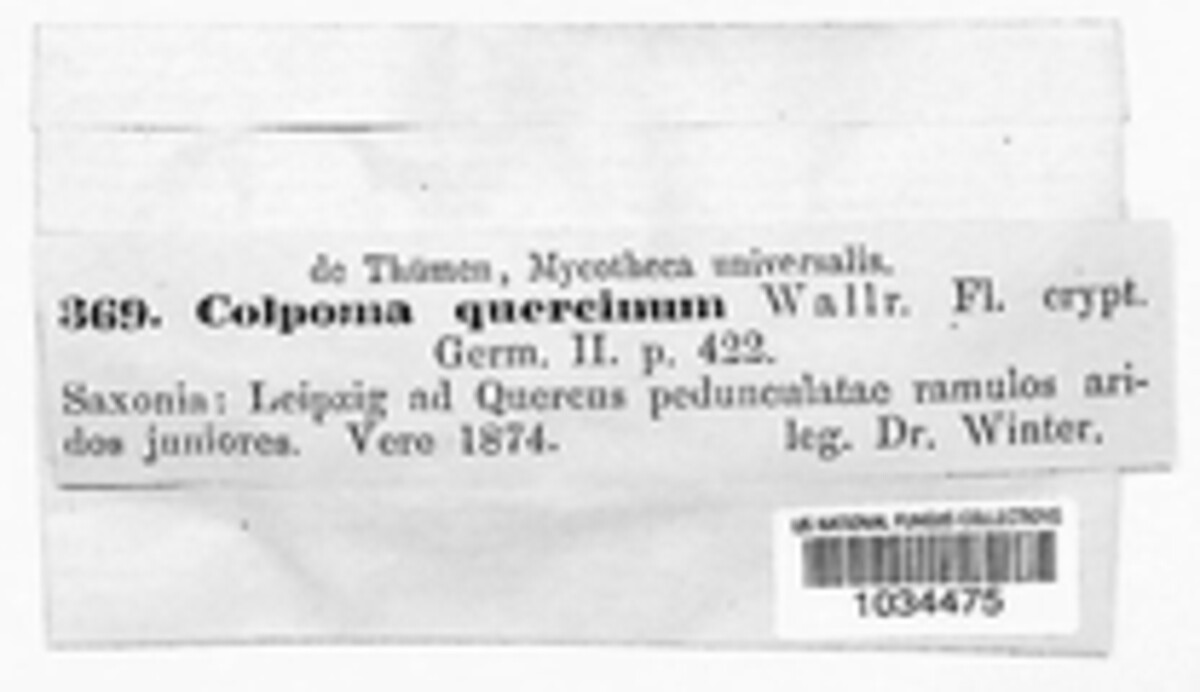 de Thümen, Mycotheca universalis.
369. Colpoma quercinum Wallr. Fl. crypt.
Germ. II. p. 422.
Saxonia: Leipzig ad Quercus pedunculatae ramulos ari-
dos juniores. Vere 1874. leg. Dr. Winter.
US NATIONAL FUNGUS COLLECTIONS
1034475